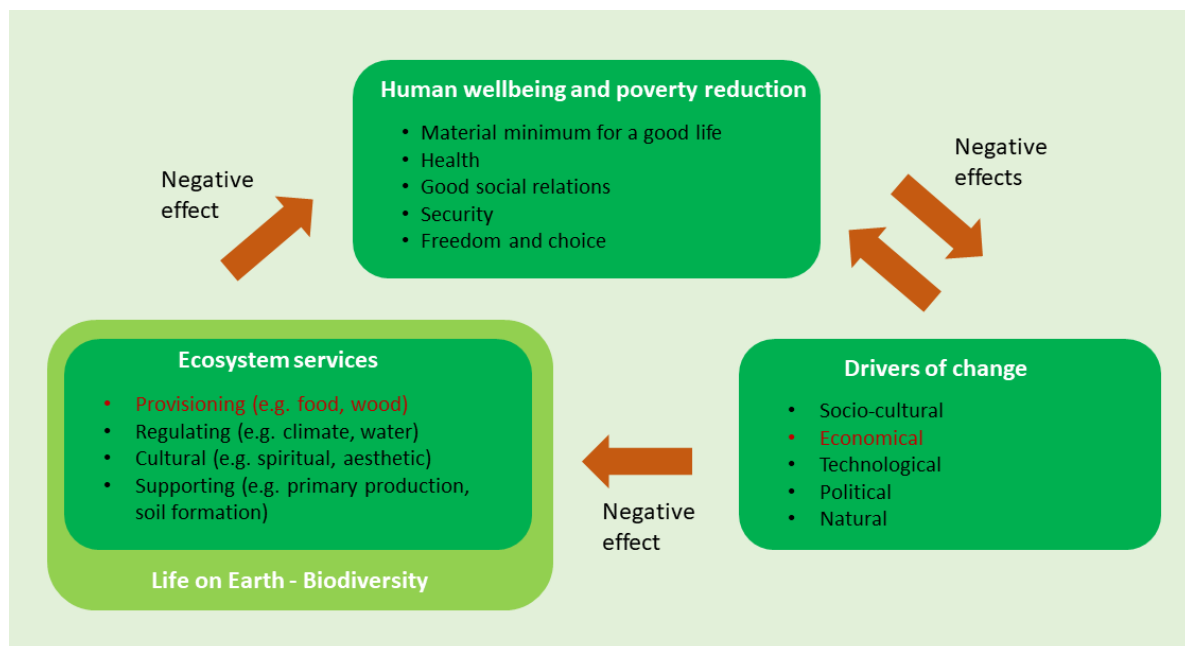 Human wellbeing and poverty reduction
• Material minimum for a good life
• Health
• Good social relations
• Security
• Freedom and choice
Negative
effect
Negative
effects
Ecosystem services
• Provisioning (e.g. food, wood)
• Regulating (e.g. climate, water)
• Cultural (e.g. spiritual, aesthetic)
• Supporting (e.g. primary production,
soil formation)
Life on Earth - Biodiversity
Negative
effect
Drivers of change
• Socio-cultural
• Economical
• Technological
• Political
• Natural